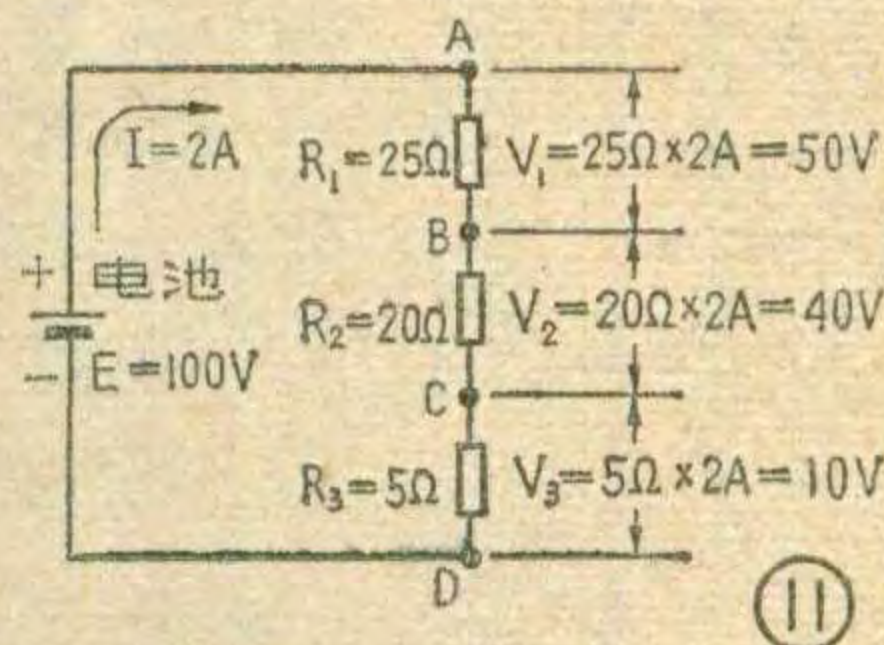 A
I=2A
R₁=25Ω V₁=25Ω×2A=50V
B
+ 电池
R₂=20Ω V₂=20Ω×2A=40V
− E=100V
C
R₃=5Ω V₃=5Ω×2A=10V
D
⑪